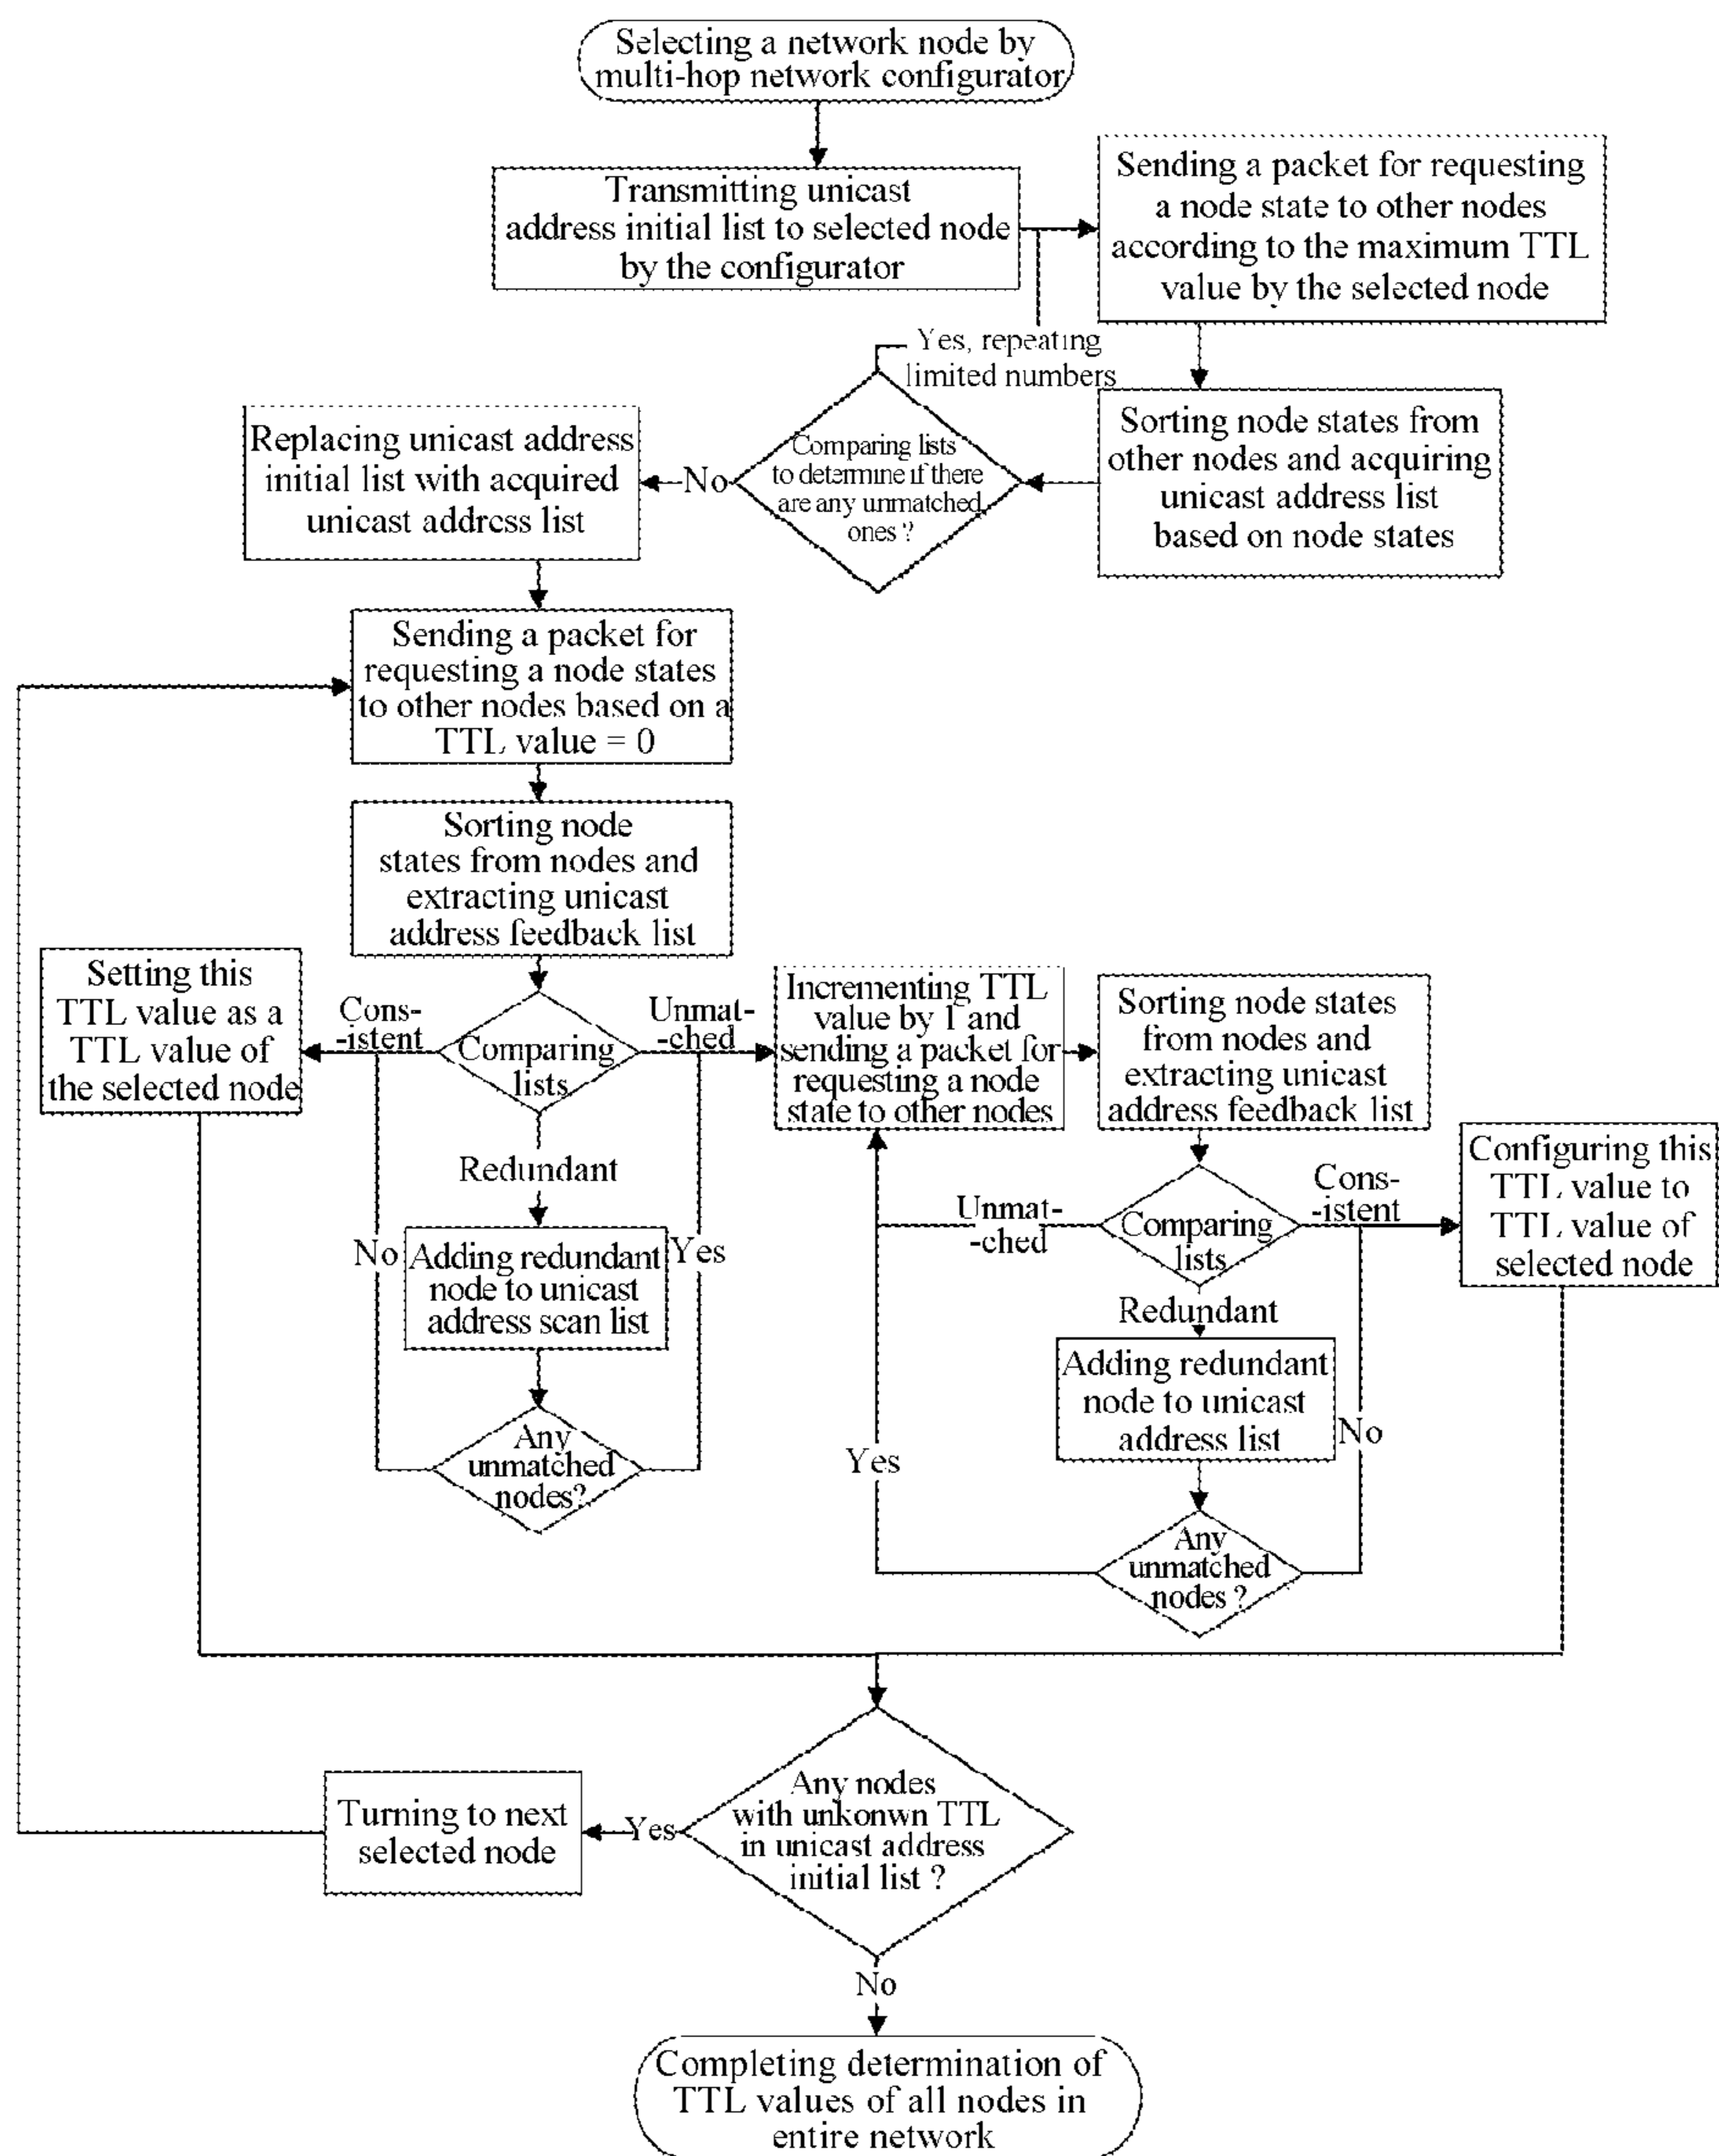 Selecting a network node by
multi-hop network configurator
Transmitting unicast
address initial list to selected node
by the configurator
Sending a packet for requesting
a node state to other nodes
according to the maximum TTL
value by the selected node
Yes, repeating
limited numbers
Sorting node states from
other nodes and acquiring
unicast address list
based on node states
Comparing lists
to determine if there
are any unmatched
ones ?
No
Replacing unicast address
initial list with acquired
unicast address list
Sending a packet for
requesting a node states
to other nodes based on a
TTL value = 0
Sorting node
states from nodes and
extracting unicast
address feedback list
Comparing
lists
Cons-
-istent
Setting this
TTL value as a
TTL value of
the selected node
Unmat-
-ched
Redundant
Adding redundant
node to unicast
address scan list
No
Yes
Any
unmatched
nodes?
Incrementing TTL
value by 1 and
sending a packet for
requesting a node
state to other nodes
Sorting node states
from nodes and
extracting unicast
address feedback list
Comparing
lists
Unmat-
-ched
Cons-
-istent
Configuring this
TTL value to
TTL value of
selected node
Redundant
Adding redundant
node to unicast
address list
Yes
No
Any
unmatched
nodes ?
Any nodes
with unkonwn TTL
in unicast address
initial list ?
Yes
Turning to next
selected node
No
Completing determination of
TTL values of all nodes in
entire network